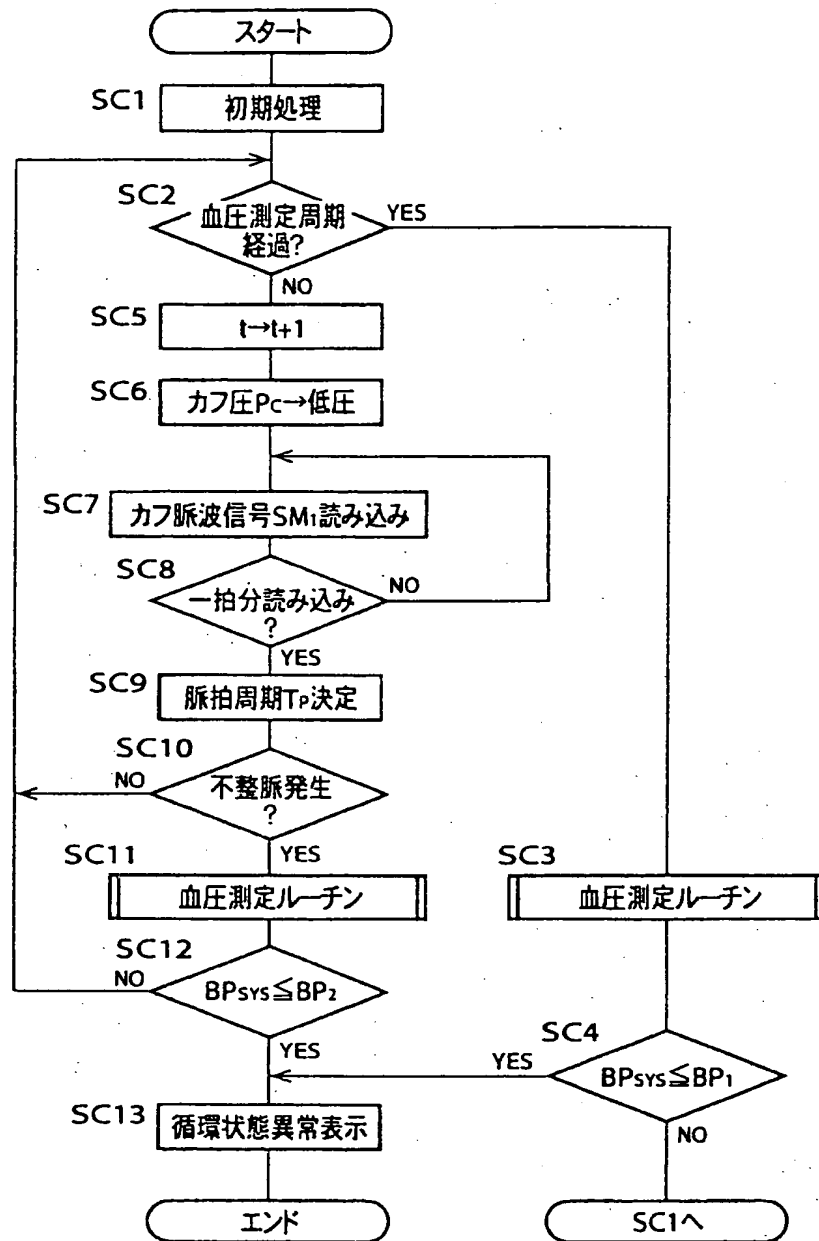 スタート
SC1
初期処理
SC2
血圧測定周期
経過?
YES
NO
SC5
t→t+1
SC6
カフ圧Pc→低圧
SC7
カフ脈波信号SM1読み込み
SC8
一拍分読み込み
?
NO
YES
SC9
脈拍周期TP決定
SC10
不整脈発生
?
NO
YES
SC11
血圧測定ルーチン
SC3
血圧測定ルーチン
SC12
BPSYS≦BP2
NO
YES
SC4
BPSYS≦BP1
YES
NO
SC13
循環状態異常表示
エンド
SC1へ